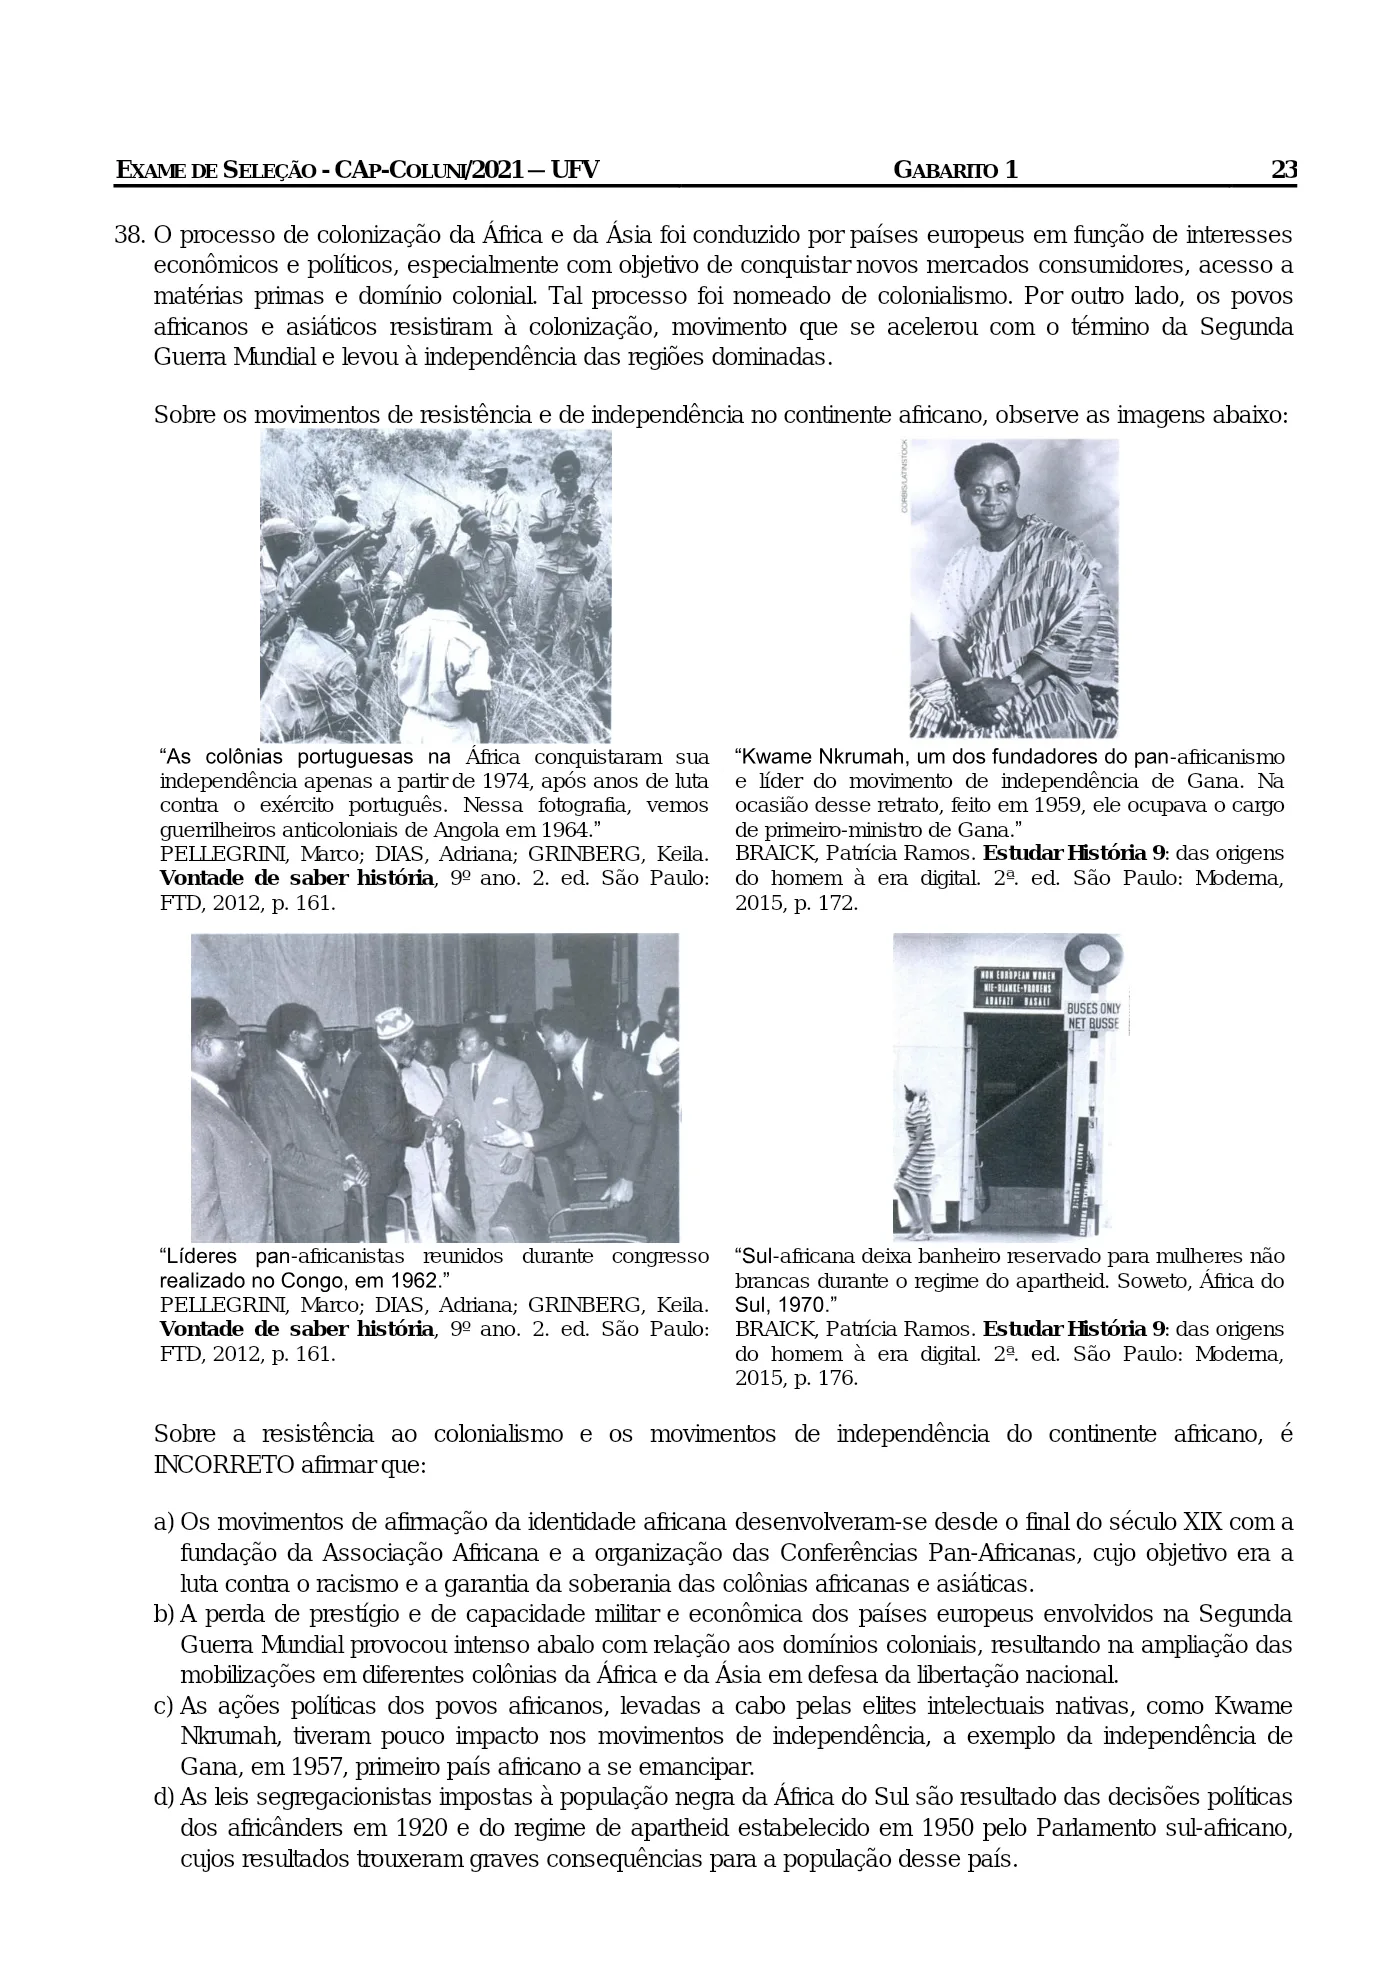 EXAME DE SELEÇÃO - CAP-COLUNI/2021 — UFV GABARITO 1 23
38. O processo de colonização da África e da Ásia foi conduzido por países europeus em função de interesses
econômicos e políticos, especialmente com objetivo de conquistar novos mercados consumidores, acesso a
matérias primas e domínio colonial. Tal processo foi nomeado de colonialismo. Por outro lado, os povos
africanos e asiáticos resistiram à colonização, movimento que se acelerou com o término da Segunda
Guerra Mundial e levou à independência das regiões dominadas.
Sobre os movimentos de resistência e de independência no continente africano, observe as imagens abaixo:
CORBIS/LATINSTOCK
“As colônias portuguesas na África conquistaram sua
independência apenas a partir de 1974, após anos de luta
contra o exército português. Nessa fotografia, vemos
guerrilheiros anticoloniais de Angola em 1964.”
PELLEGRINI, Marco; DIAS, Adriana; GRINBERG, Keila.
Vontade de saber história, 9º ano. 2. ed. São Paulo:
FTD, 2012, p. 161.
“Kwame Nkrumah, um dos fundadores do pan-africanismo
e líder do movimento de independência de Gana. Na
ocasião desse retrato, feito em 1959, ele ocupava o cargo
de primeiro-ministro de Gana.”
BRAICK, Patrícia Ramos. Estudar História 9: das origens
do homem à era digital. 2ª. ed. São Paulo: Moderna,
2015, p. 172.
NON EUROPEAN WOMEN
NIE-BLANKE-VROUENS
ABAFAZI BASALI
BUSES ONLY
NET BUSSE
“Líderes pan-africanistas reunidos durante congresso
realizado no Congo, em 1962.”
PELLEGRINI, Marco; DIAS, Adriana; GRINBERG, Keila.
Vontade de saber história, 9º ano. 2. ed. São Paulo:
FTD, 2012, p. 161.
“Sul-africana deixa banheiro reservado para mulheres não
brancas durante o regime do apartheid. Soweto, África do
Sul, 1970.”
BRAICK, Patrícia Ramos. Estudar História 9: das origens
do homem à era digital. 2ª. ed. São Paulo: Moderna,
2015, p. 176.
Sobre a resistência ao colonialismo e os movimentos de independência do continente africano, é
INCORRETO afirmar que:
a) Os movimentos de afirmação da identidade africana desenvolveram-se desde o final do século XIX com a
fundação da Associação Africana e a organização das Conferências Pan-Africanas, cujo objetivo era a
luta contra o racismo e a garantia da soberania das colônias africanas e asiáticas.
b) A perda de prestígio e de capacidade militar e econômica dos países europeus envolvidos na Segunda
Guerra Mundial provocou intenso abalo com relação aos domínios coloniais, resultando na ampliação das
mobilizações em diferentes colônias da África e da Ásia em defesa da libertação nacional.
c) As ações políticas dos povos africanos, levadas a cabo pelas elites intelectuais nativas, como Kwame
Nkrumah, tiveram pouco impacto nos movimentos de independência, a exemplo da independência de
Gana, em 1957, primeiro país africano a se emancipar.
d) As leis segregacionistas impostas à população negra da África do Sul são resultado das decisões políticas
dos africânders em 1920 e do regime de apartheid estabelecido em 1950 pelo Parlamento sul-africano,
cujos resultados trouxeram graves consequências para a população desse país.